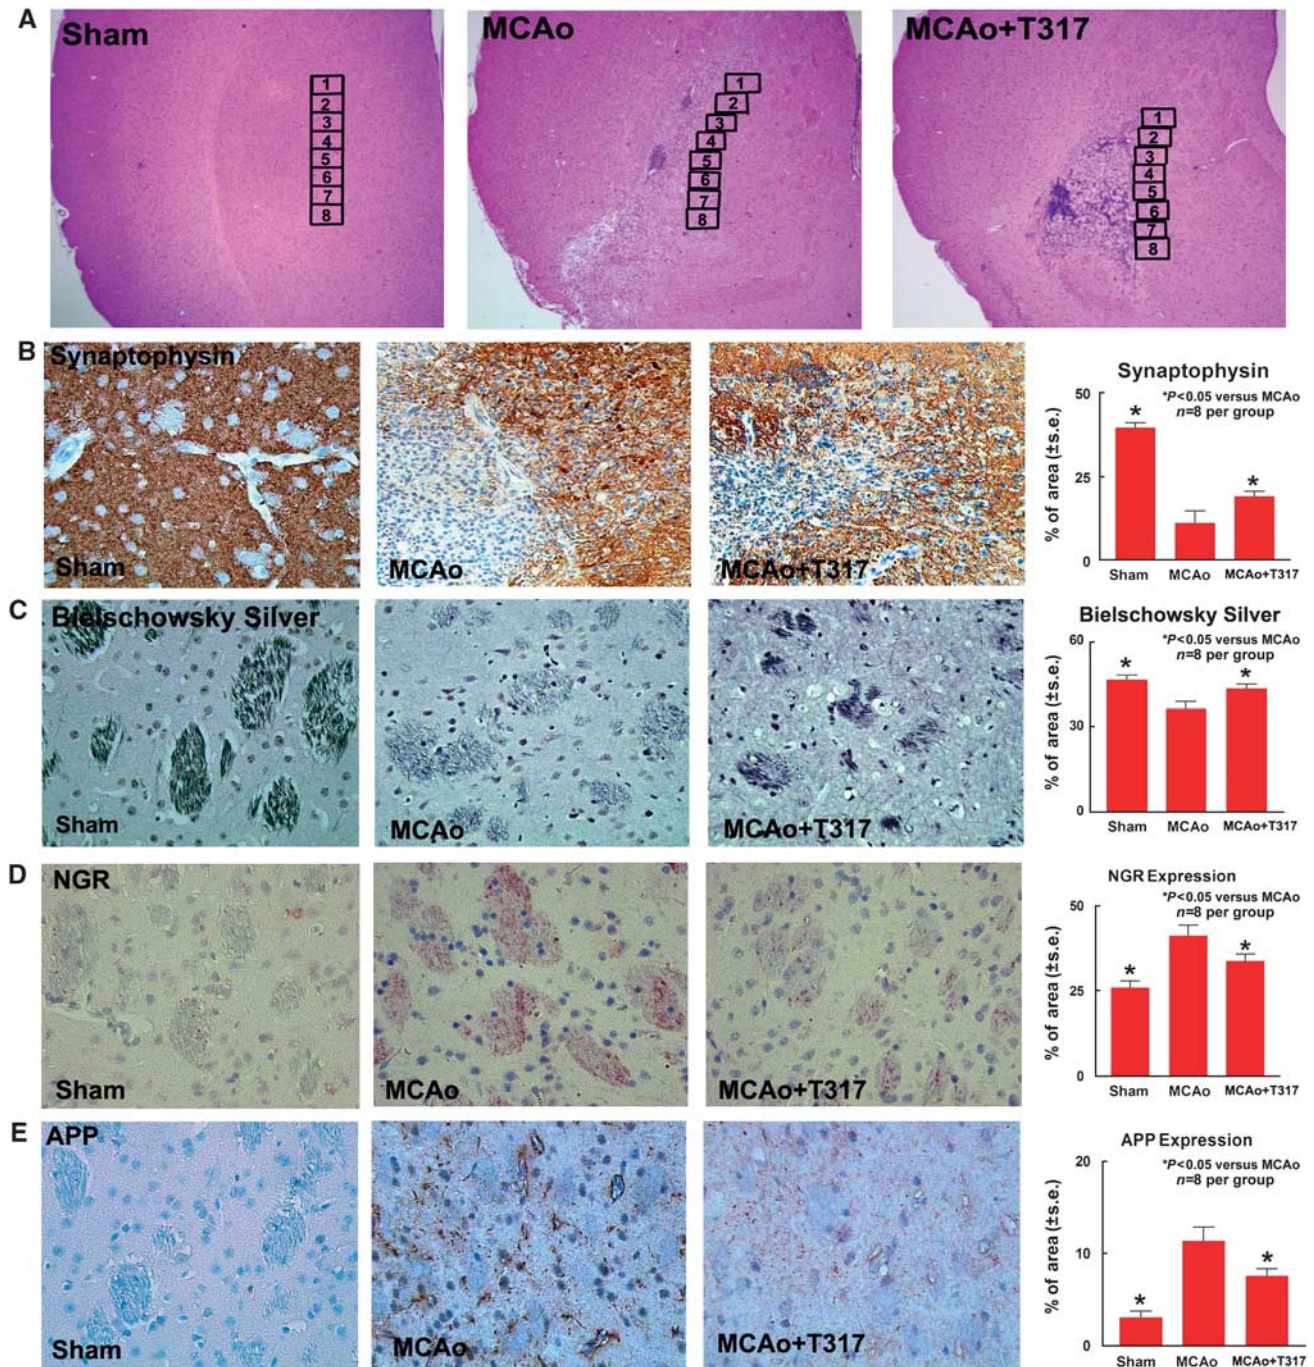 A
Sham
MCAo
MCAo+T317
1
2
3
4
5
6
7
8
1
2
3
4
5
6
7
8
1
2
3
4
5
6
7
8
B
Synaptophysin
Sham
MCAo
MCAo+T317
Synaptophysin
*P<0.05 versus MCAo
n=8 per group
% of area (±s.e.)
50
25
0
*
*
Sham MCAo MCAo+T317
C
Bielschowsky Silver
Sham
MCAo
MCAo+T317
Bielschowsky Silver
*P<0.05 versus MCAo
n=8 per group
% of area (±s.e.)
60
30
0
*
*
Sham MCAo MCAo+T317
D
NGR
Sham
MCAo
MCAo+T317
NGR Expression
*P<0.05 versus MCAo
n=8 per group
% of area (±s.e.)
50
25
0
*
*
Sham MCAo MCAo+T317
E
APP
Sham
MCAo
MCAo+T317
APP Expression
*P<0.05 versus MCAo
n=8 per group
% of area (±s.e.)
20
10
0
*
*
Sham MCAo MCAo+T317